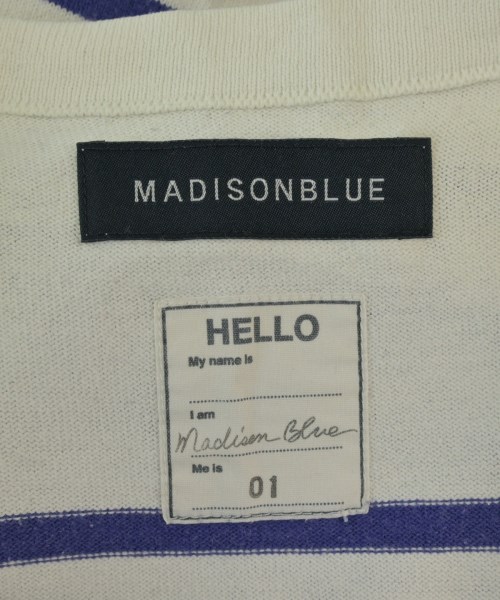 MADISONBLUE
HELLO
My name is
I am
Madison Blue
Me is
01